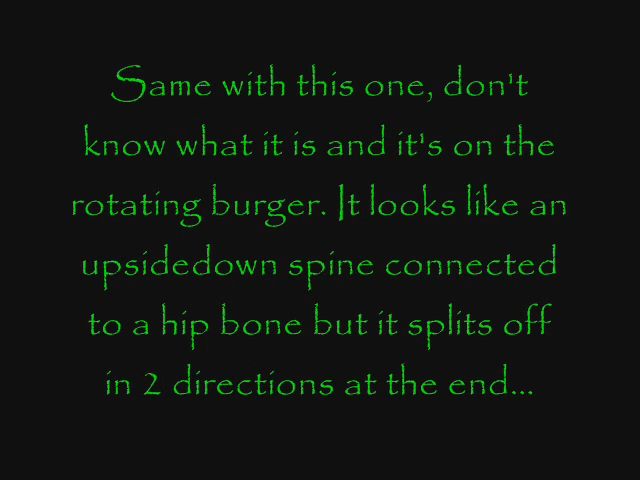 Same with this one, don't
know what it is and it's on the
rotating burger. It looks like an
upsidedown spine connected
to a hip bone but it splits off
in 2 directions at the end...